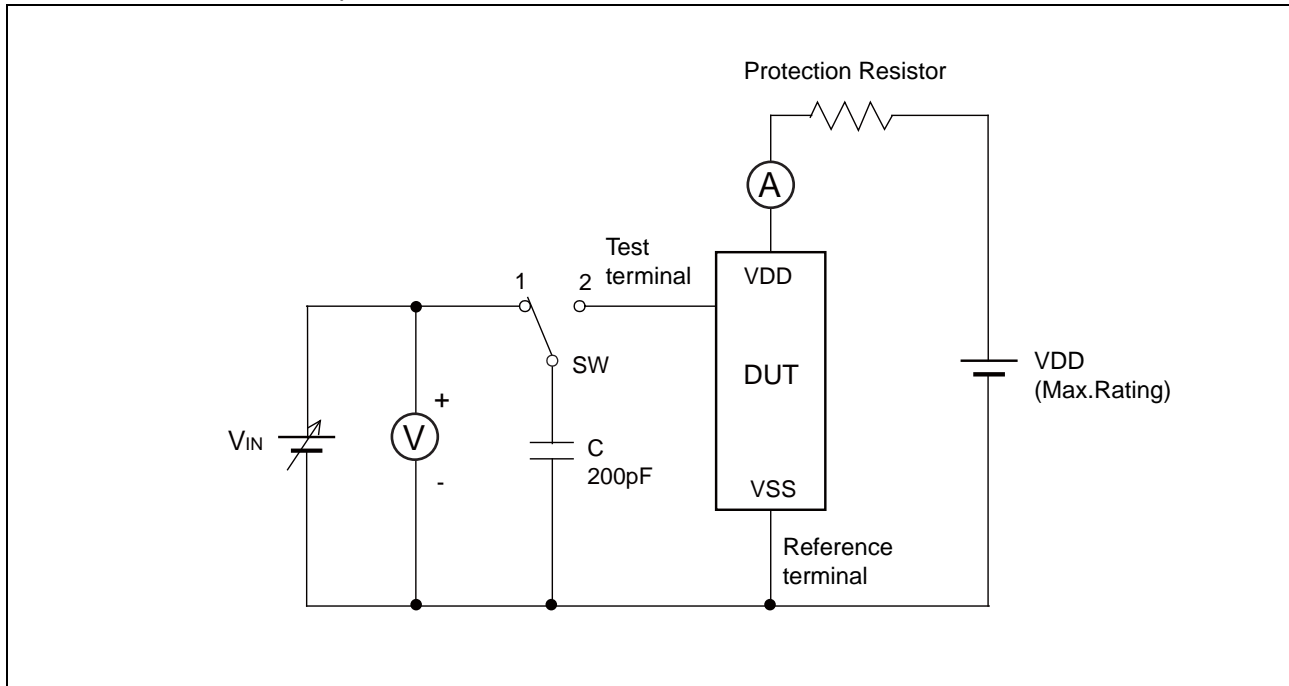 Protection Resistor
A
Test
terminal
1
2
VDD
SW
DUT
VDD
(Max.Rating)
VIN
+
V
-
C
200pF
VSS
Reference
terminal